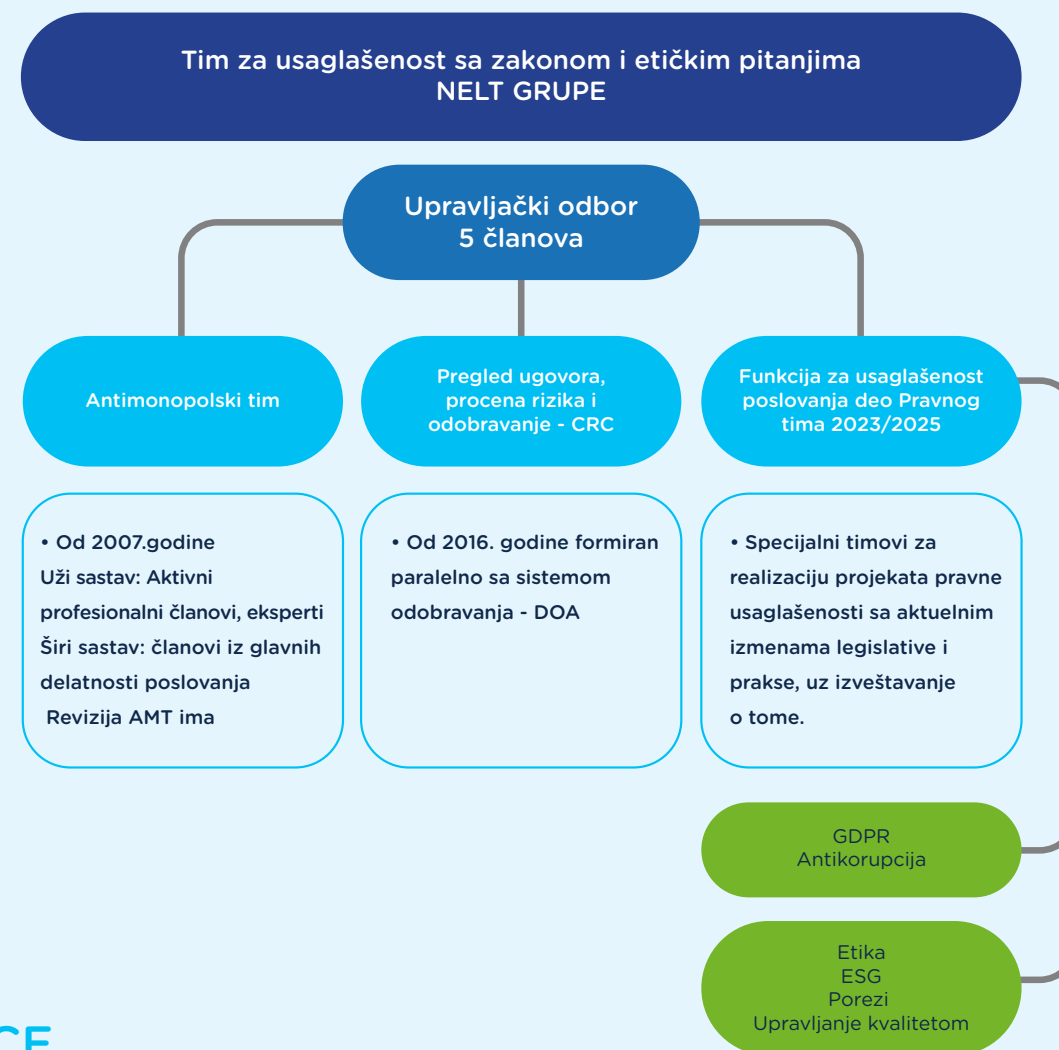 Tim za usaglašenost sa zakonom i etičkim pitanjima
NELT GRUPE
Upravljački odbor
5 članova
Antimonopolski tim
Pregled ugovora,
procena rizika i
odobravanje - CRC
Funkcija za usaglašenost
poslovanja deo Pravnog
tima 2023/2025
• Od 2007.godine
Uži sastav: Aktivni
profesionalni članovi, eksperti
Širi sastav: članovi iz glavnih
delatnosti poslovanja
Revizija AMT ima
• Od 2016. godine formiran
paralelno sa sistemom
odobravanja - DOA
• Specijalni timovi za
realizaciju projekata pravne
usaglašenosti sa aktuelnim
izmenama legislative i
prakse, uz izveštavanje
o tome.
GDPR
Antikorupcija
Etika
ESG
Porezi
Upravljanje kvalitetom